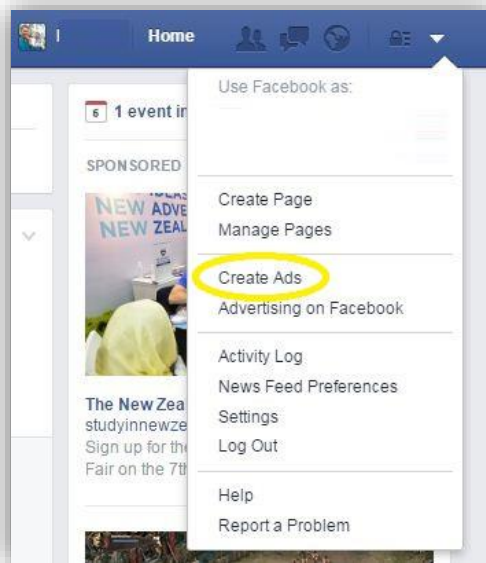 Home
Use Facebook as:
6 1 event in
SPONSORED
NEW ADVE
NEW ZEAL
Create Page
Manage Pages
Create Ads
Advertising on Facebook
Activity Log
News Feed Preferences
Settings
Log Out
The New Zea
studyinnewze
Sign up for the
Fair on the 7th
Help
Report a Problem